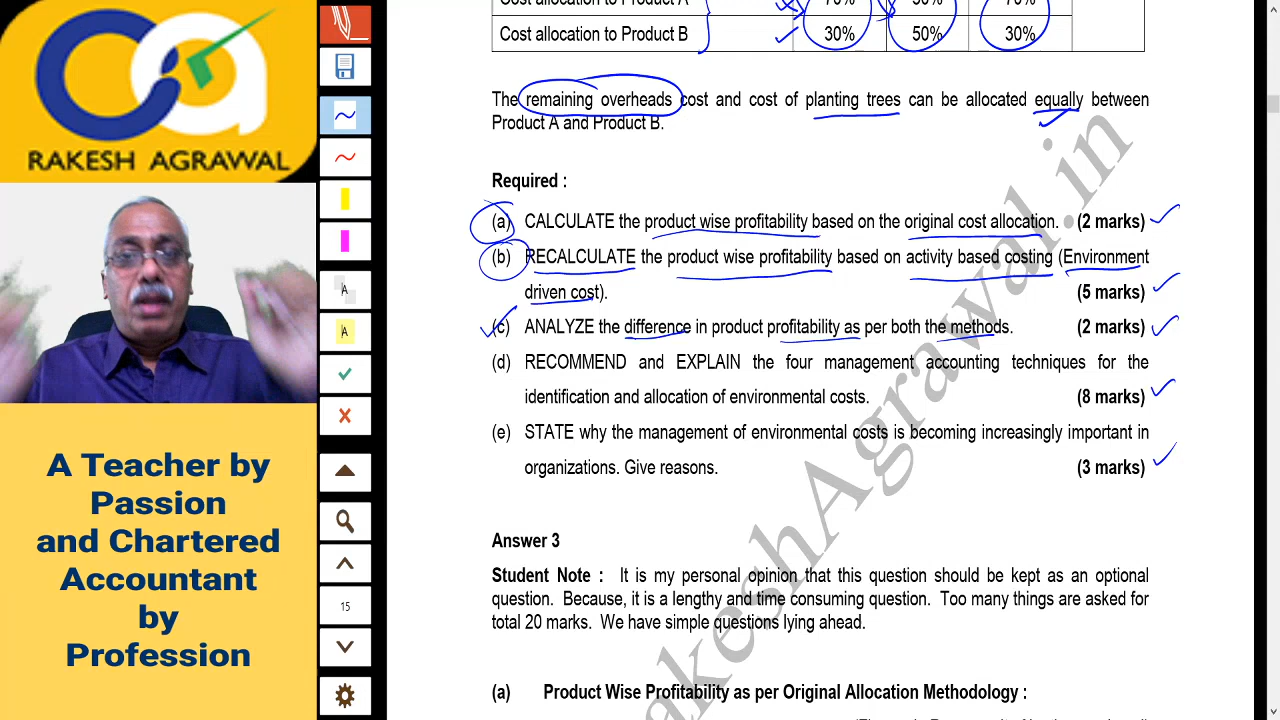 Cost allocation to Product A 70% 50% 70%
Cost allocation to Product B 30% 50% 30%
The remaining overheads cost and cost of planting trees can be allocated equally between
Product A and Product B.
Required :
(a) CALCULATE the product wise profitability based on the original cost allocation. (2 marks)
(b) RECALCULATE the product wise profitability based on activity based costing (Environment
driven cost). (5 marks)
(c) ANALYZE the difference in product profitability as per both the methods. (2 marks)
(d) RECOMMEND and EXPLAIN the four management accounting techniques for the
identification and allocation of environmental costs. (8 marks)
(e) STATE why the management of environmental costs is becoming increasingly important in
organizations. Give reasons. (3 marks)
Answer 3
Student Note : It is my personal opinion that this question should be kept as an optional
question. Because, it is a lengthy and time consuming question. Too many things are asked for
total 20 marks. We have simple questions lying ahead.
(a) Product Wise Profitability as per Original Allocation Methodology :
RakeshAgrawal.in
ca
RAKESH AGRAWAL
A Teacher by
Passion
and Chartered
Accountant
by
Profession
A
A
15